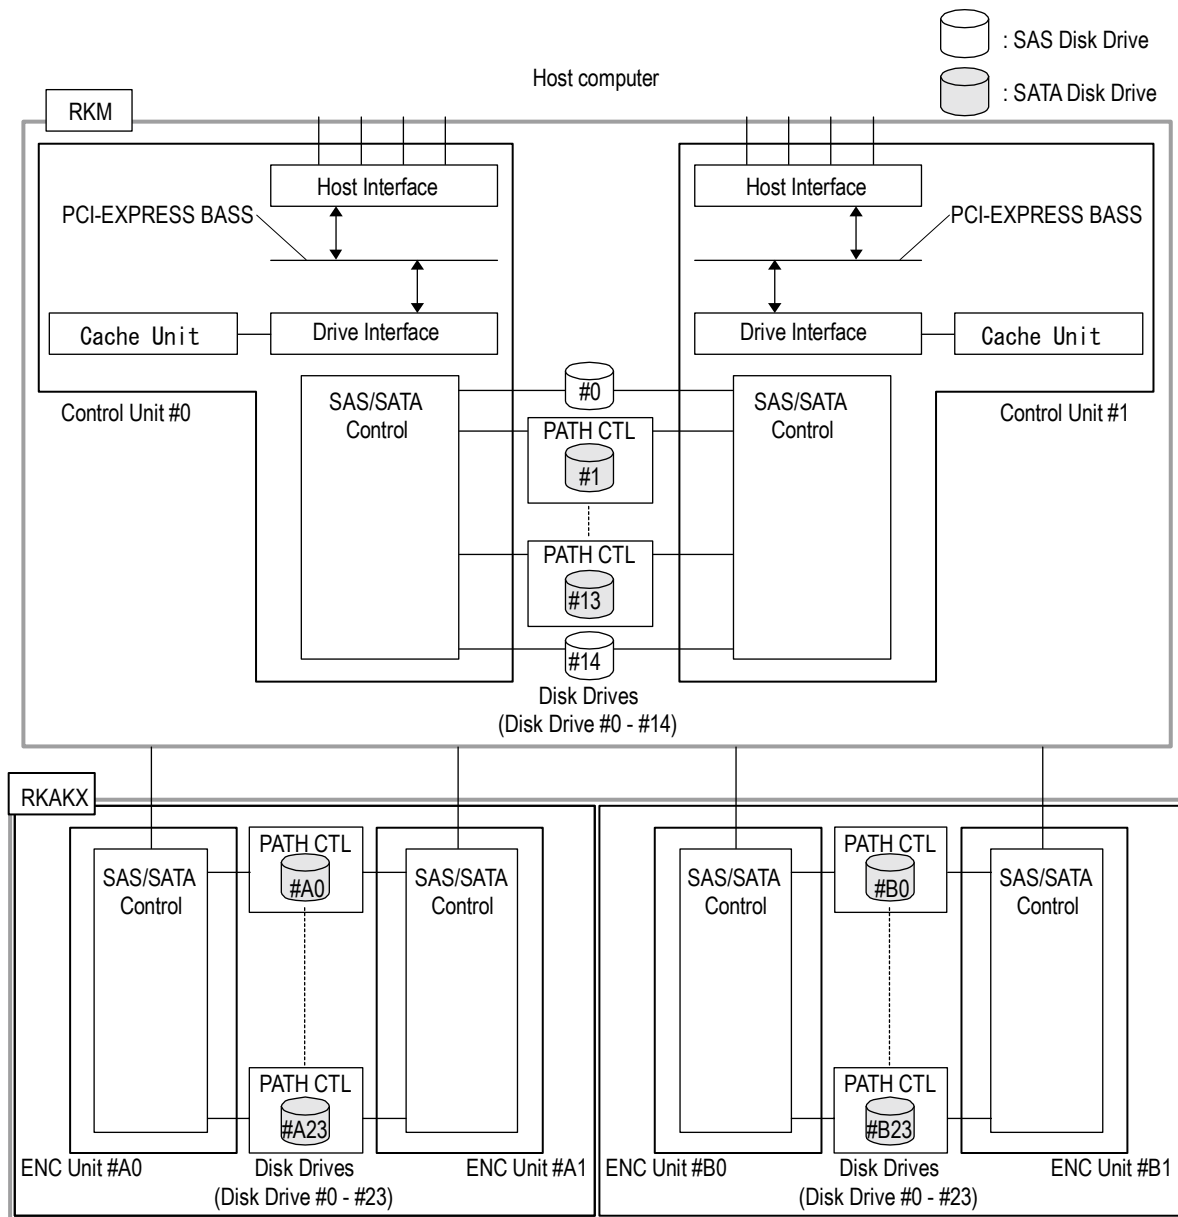 : SAS Disk Drive
Host computer
: SATA Disk Drive
RKM
Host Interface
Host Interface
PCI-EXPRESS BASS
PCI-EXPRESS BASS
Cache Unit
Drive Interface
Drive Interface
Cache Unit
Control Unit #0
SAS/SATA
Control
#0
SAS/SATA
Control
Control Unit #1
PATH CTL
#1
PATH CTL
#13
#14
Disk Drives
(Disk Drive #0 - #14)
RKAKX
SAS/SATA
Control
PATH CTL
#A0
SAS/SATA
Control
PATH CTL
#A23
ENC Unit #A0
Disk Drives
(Disk Drive #0 - #23)
ENC Unit #A1
SAS/SATA
Control
PATH CTL
#B0
SAS/SATA
Control
PATH CTL
#B23
ENC Unit #B0
Disk Drives
(Disk Drive #0 - #23)
ENC Unit #B1